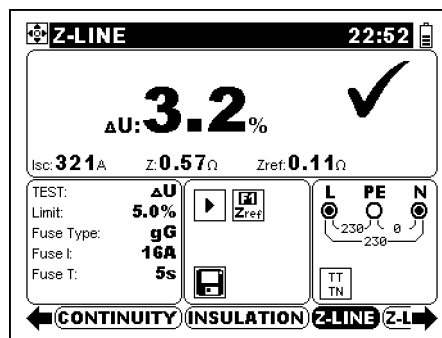 Z-LINE 22:52
ΔU: 3.2%
Isc: 321A Z: 0.57Ω Zref: 0.11Ω
TEST: ΔU
Limit: 5.0%
Fuse Type: gG
Fuse I: 16A
Fuse T: 5s
F1
Zref
L PE N
230 0
230
TT
TN
CONTINUITY INSULATION Z-LINE Z-L